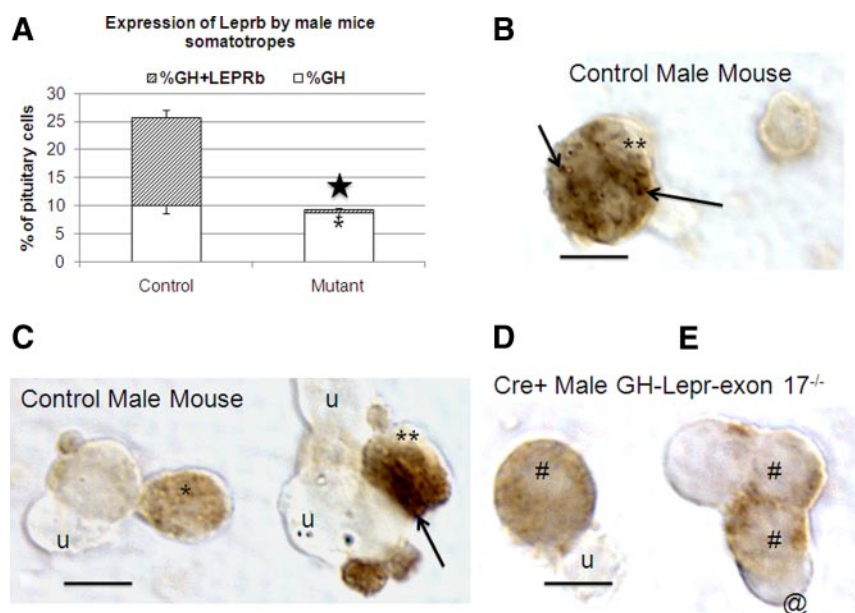 A
Expression of Leprb by male mice
somatotropes
%GH+LEPRb %GH
% of pituitary cells
30
25
20
15
10
5
0
*
Control Mutant
B
Control Male Mouse
**
C
Control Male Mouse
u
**
*
u
u
D E
Cre+ Male GH-Lepr-exon 17-/-
#
#
#
u
@